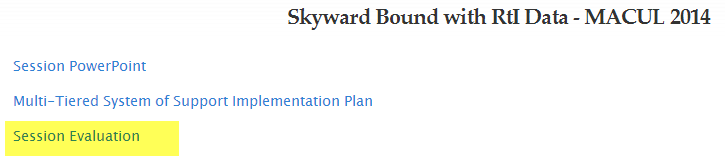 Skyward Bound with RtI Data - MACUL 2014
Session PowerPoint
Multi-Tiered System of Support Implementation Plan
Session Evaluation